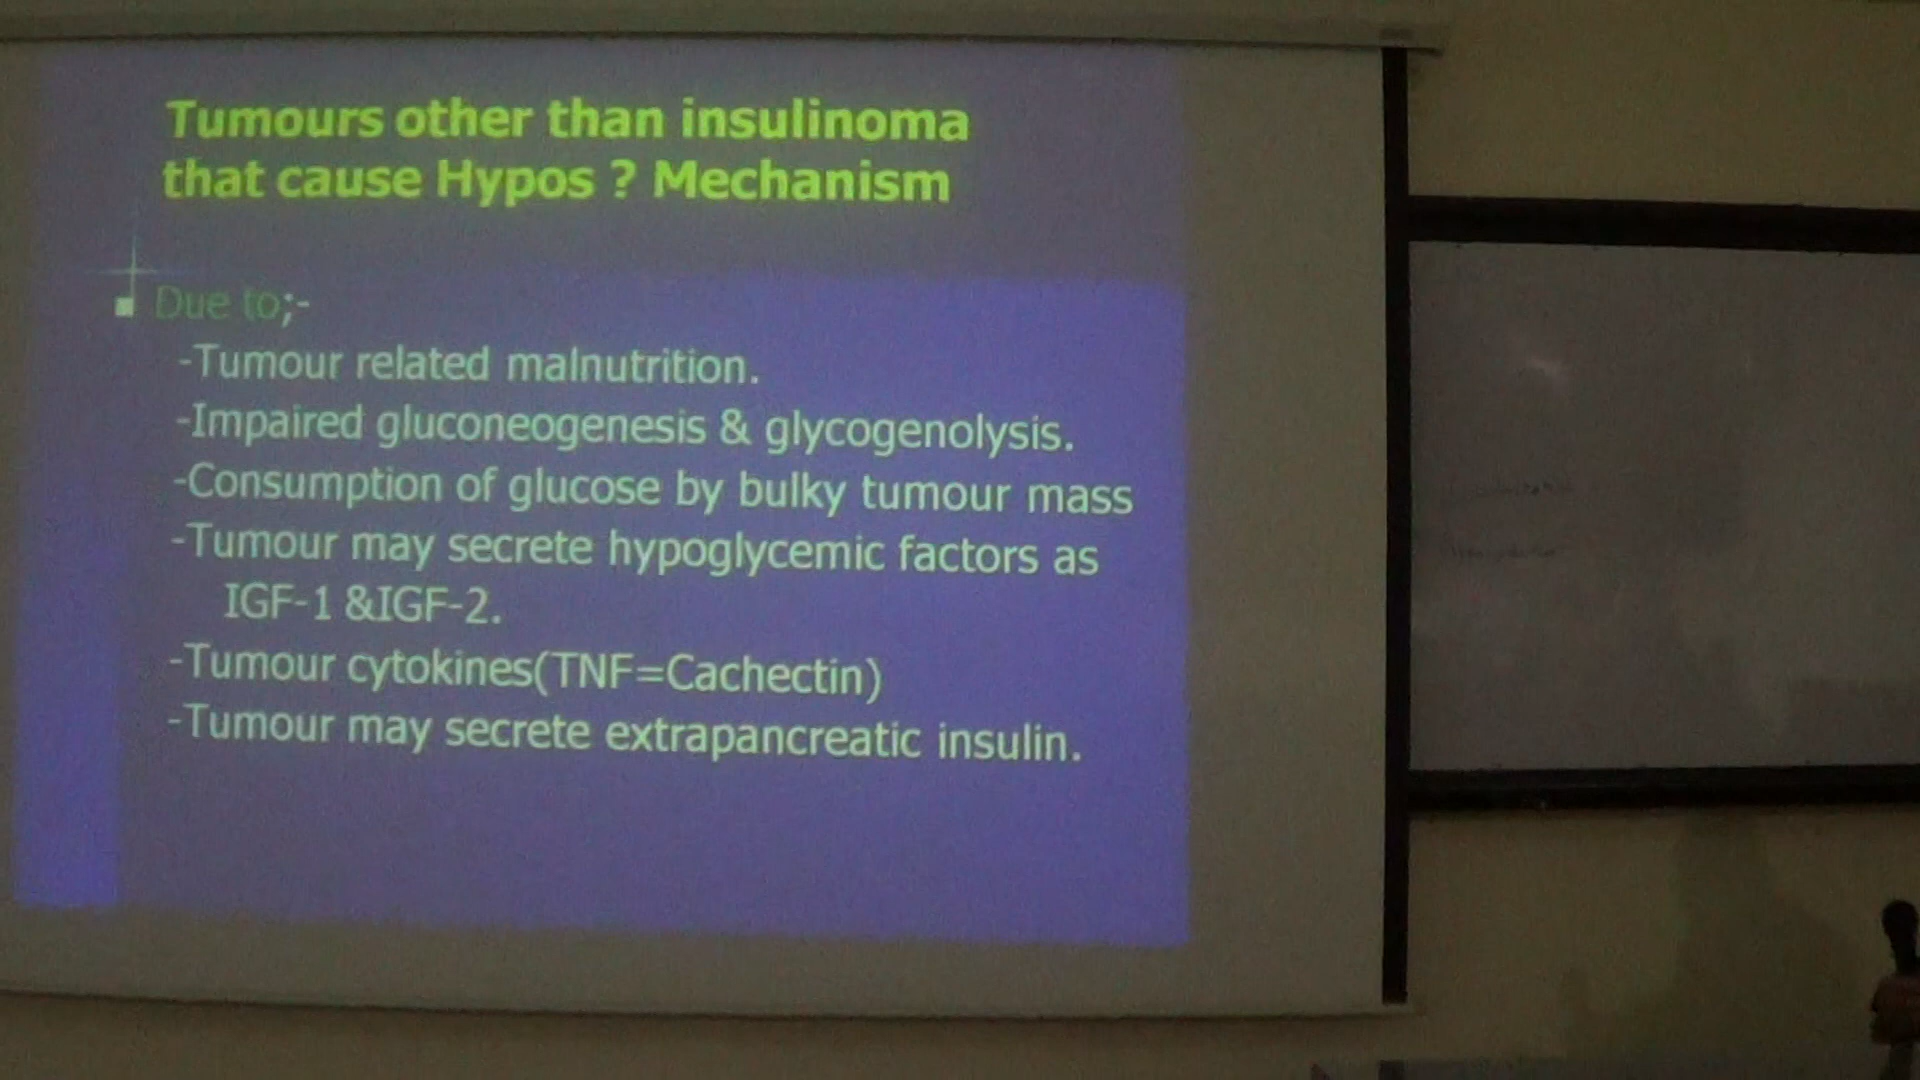 Tumours other than insulinoma
that cause Hypos ? Mechanism
Due to;-
-Tumour related malnutrition.
-Impaired gluconeogenesis & glycogenolysis.
-Consumption of glucose by bulky tumour mass
-Tumour may secrete hypoglycemic factors as
IGF-1 &IGF-2.
-Tumour cytokines(TNF=Cachectin)
-Tumour may secrete extrapancreatic insulin.